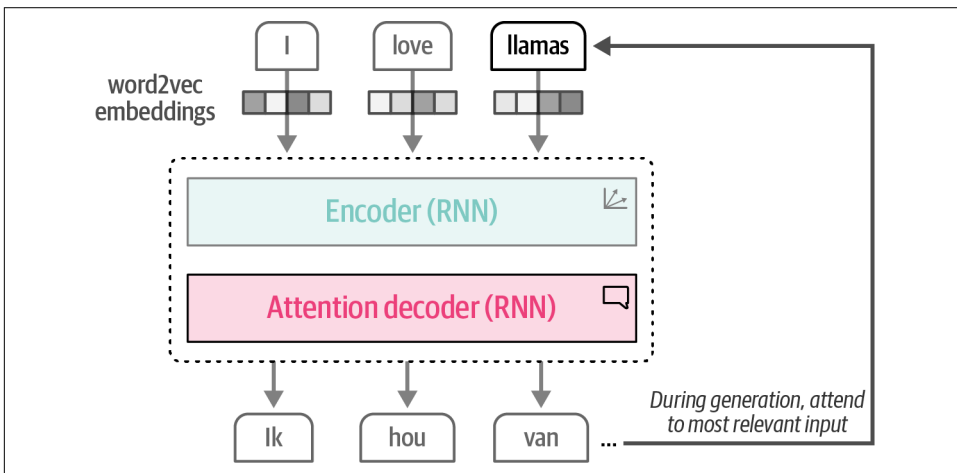 I love llamas
word2vec
embeddings
Encoder (RNN)
Attention decoder (RNN)
Ik hou van ...
During generation, attend
to most relevant input